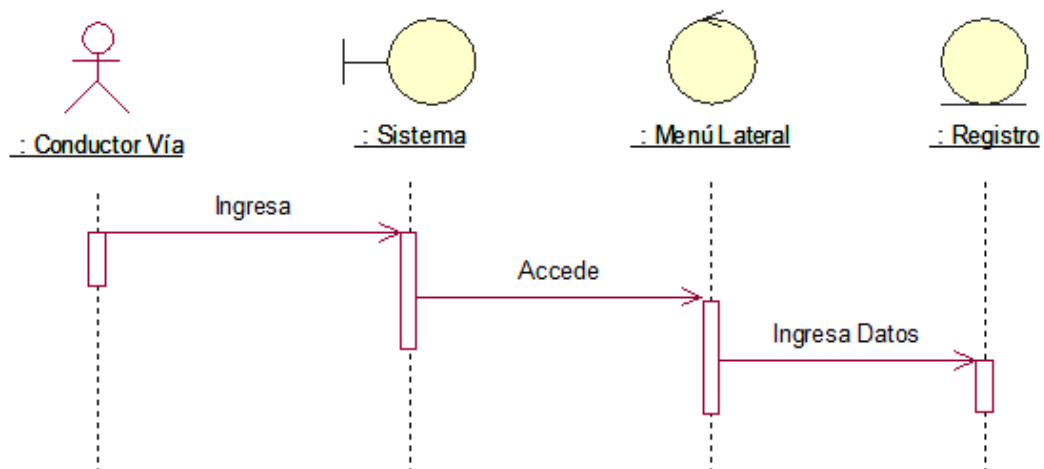 : Conductor Vía
: Sistema
: Menú Lateral
: Registro
Ingresa
Accede
Ingresa Datos